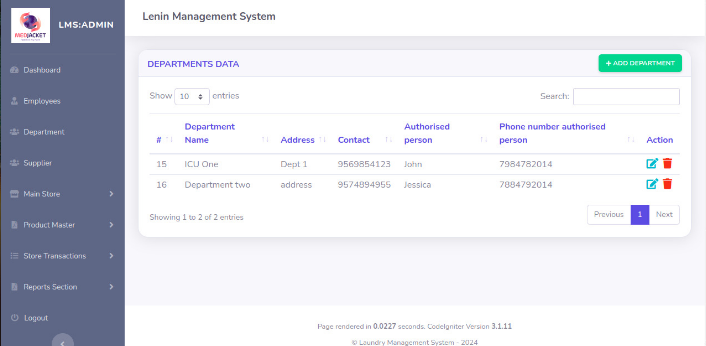 MEDJACKET
LMS:ADMIN
Dashboard
Employees
Department
Supplier
Main Store
Product Master
Store Transactions
Reports Section
Logout
Lenin Management System
DEPARTMENTS DATA
+ ADD DEPARTMENT
Show 10 entries
Search:
# Department Name Address Contact Authorised person Phone number authorised person Action
15 ICU One Dept 1 9569854123 John 7984782014
16 Department two address 9574894955 Jessica 7884792014
Showing 1 to 2 of 2 entries
Previous 1 Next
Page rendered in 0.0227 seconds. CodeIgniter Version 3.1.11
© Laundry Management System - 2024